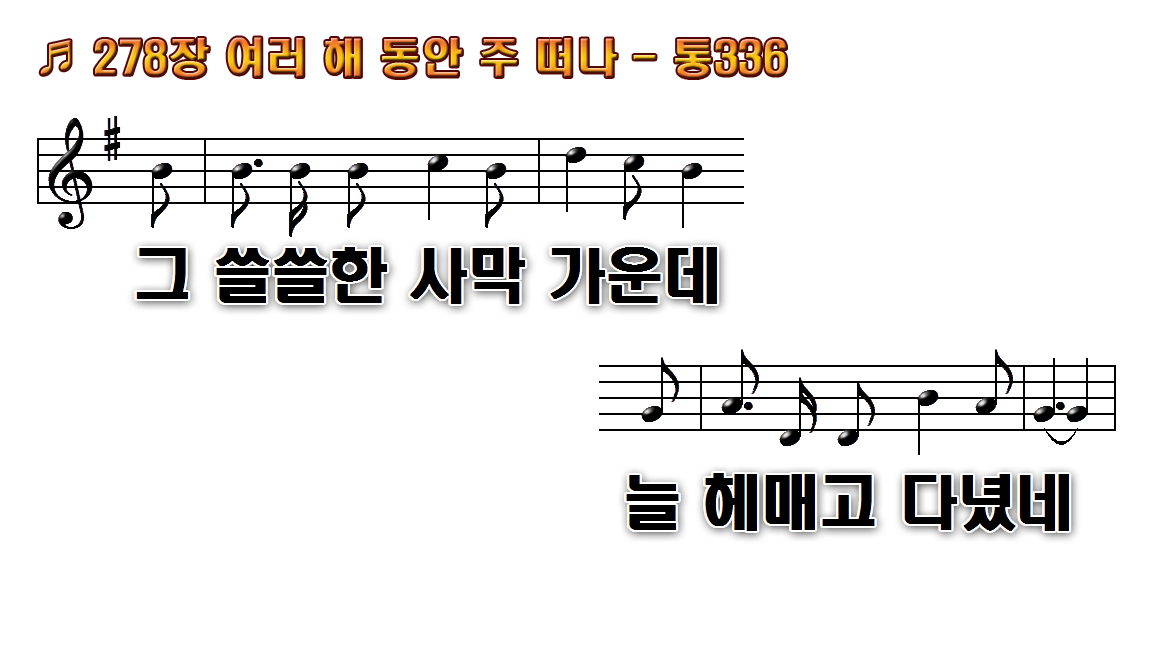 ♬ 278장 여러 해 동안 주 떠나 - 통336
그 쓸쓸한 사막 가운데
늘 헤매고 다녔네